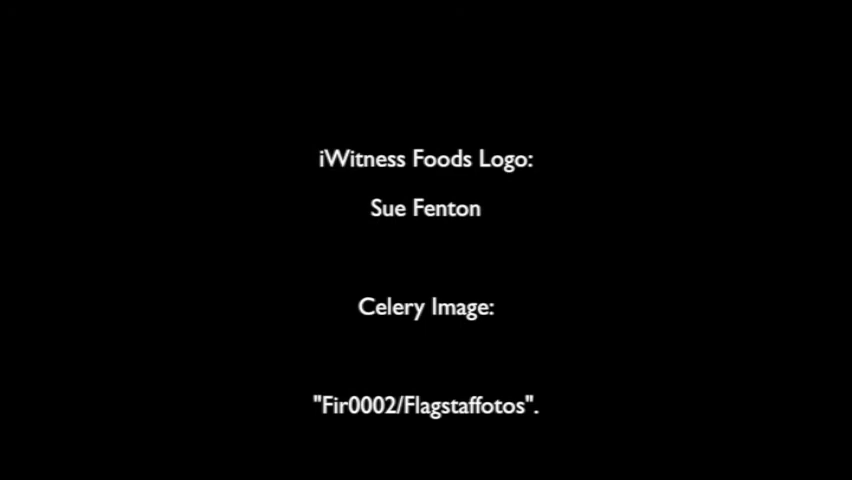 iWitness Foods Logo:
Sue Fenton
Celery Image:
"Fir0002/Flagstaffotos".